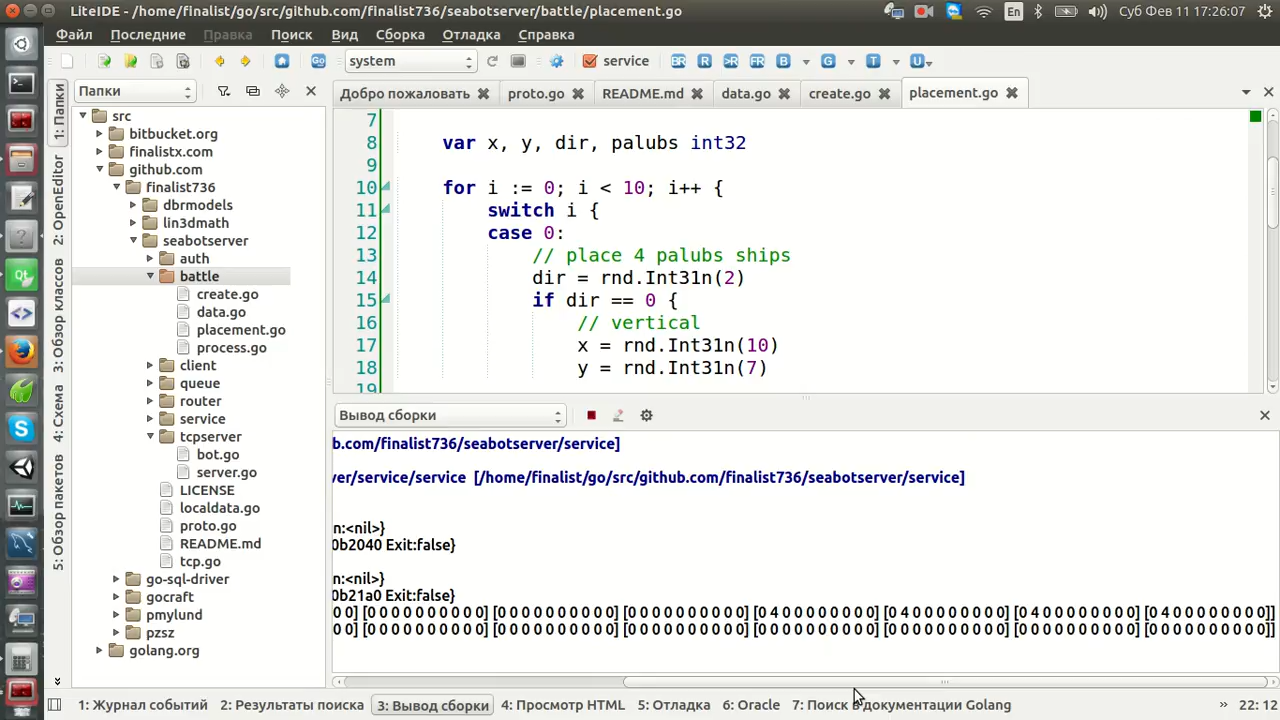 LiteIDE - /home/finalist/go/src/github.com/finalist736/seabotserver/battle/placement.go
En
Суб Фев 11 17:26:07
Файл Последние Правка Поиск Вид Сборка Отладка Справка
Go system service BR R >R FR B G T U
1: Папки
2: OpenEditor
3: Обзор классов
4: Схема
5: Обзор пакетов
Папки
src
bitbucket.org
finalistx.com
github.com
finalist736
dbrmodels
lin3dmath
seabotserver
auth
battle
create.go
data.go
placement.go
process.go
client
queue
router
service
tcpserver
bot.go
server.go
LICENSE
localdata.go
proto.go
README.md
tcp.go
go-sql-driver
gocraft
pmylund
pzsz
golang.org
Добро пожаловать proto.go README.md data.go create.go placement.go
7
8 var x, y, dir, palubs int32
9
10 for i := 0; i < 10; i++ {
11 switch i {
12 case 0:
13 // place 4 palubs ships
14 dir = rnd.Int31n(2)
15 if dir == 0 {
16 // vertical
17 x = rnd.Int31n(10)
18 y = rnd.Int31n(7)
19
Вывод сборки
b.com/finalist736/seabotserver/service]
ver/service/service [/home/finalist/go/src/github.com/finalist736/seabotserver/service]
n:<nil>}
0b2040 Exit:false}
n:<nil>}
0b21a0 Exit:false}
0 0] [0 0 0 0 0 0 0 0 0 0] [0 0 0 0 0 0 0 0 0 0] [0 0 0 0 0 0 0 0 0 0] [0 4 0 0 0 0 0 0 0 0] [0 4 0 0 0 0 0 0 0 0] [0 4 0 0 0 0 0 0 0 0] [0 4 0 0 0 0 0 0 0 0]]
0 0] [0 0 0 0 0 0 0 0 0 0] [0 0 0 0 0 0 0 0 0 0] [0 0 0 0 0 0 0 0 0 0] [0 0 0 0 0 0 0 0 0 0] [0 0 0 0 0 0 0 0 0 0] [0 0 0 0 0 0 0 0 0 0] [0 0 0 0 0 0 0 0 0 0]]
1: Журнал событий 2: Результаты поиска 3: Вывод сборки 4: Просмотр HTML 5: Отладка 6: Oracle 7: Поиск в документации Golang » 22: 12